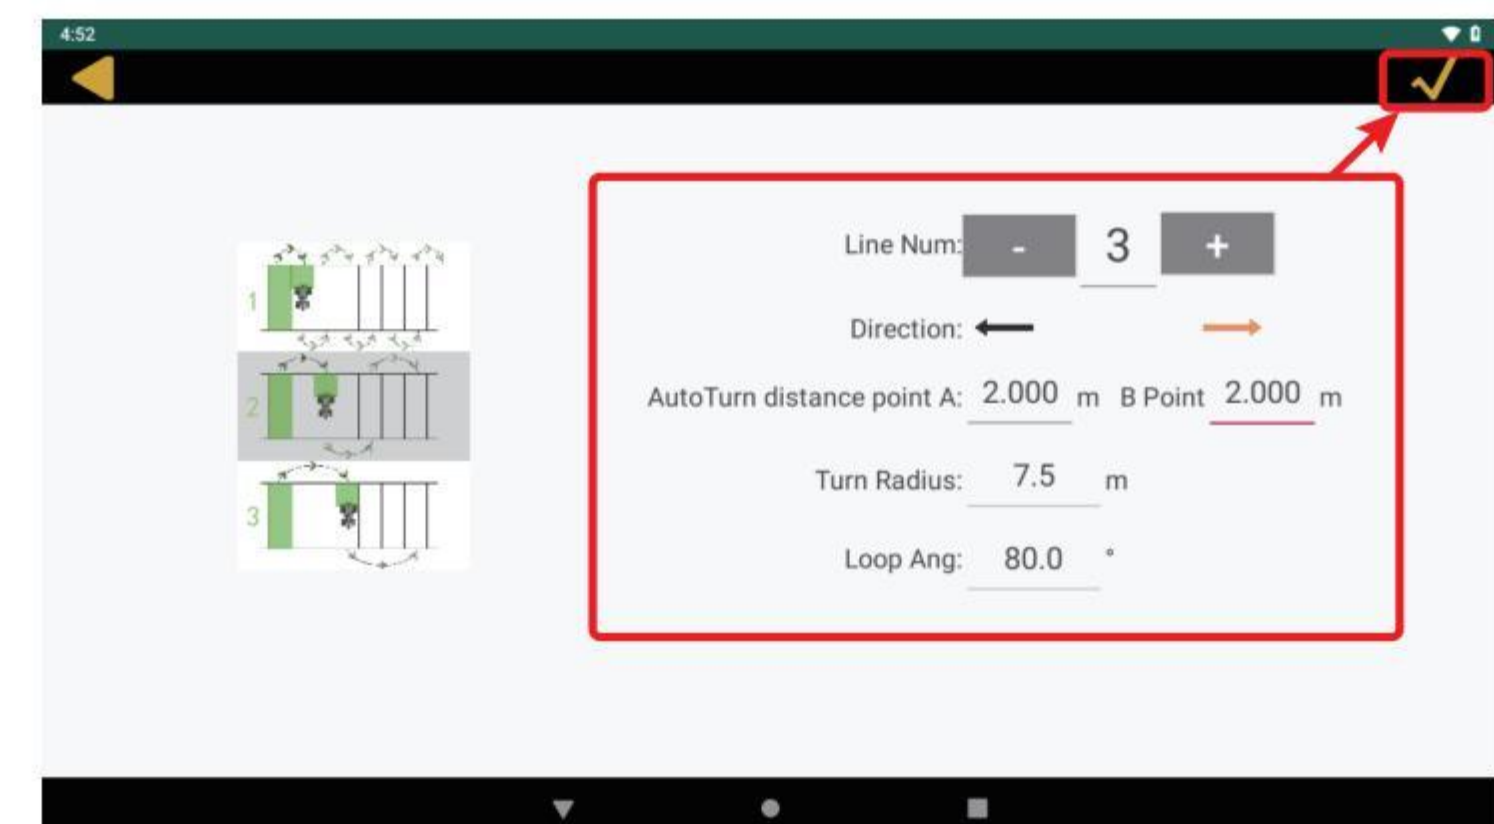 4:52
Line Num: - 3 +
Direction:
AutoTurn distance point A: 2.000 m B Point 2.000 m
Turn Radius: 7.5 m
Loop Ang: 80.0 °
1
2
3